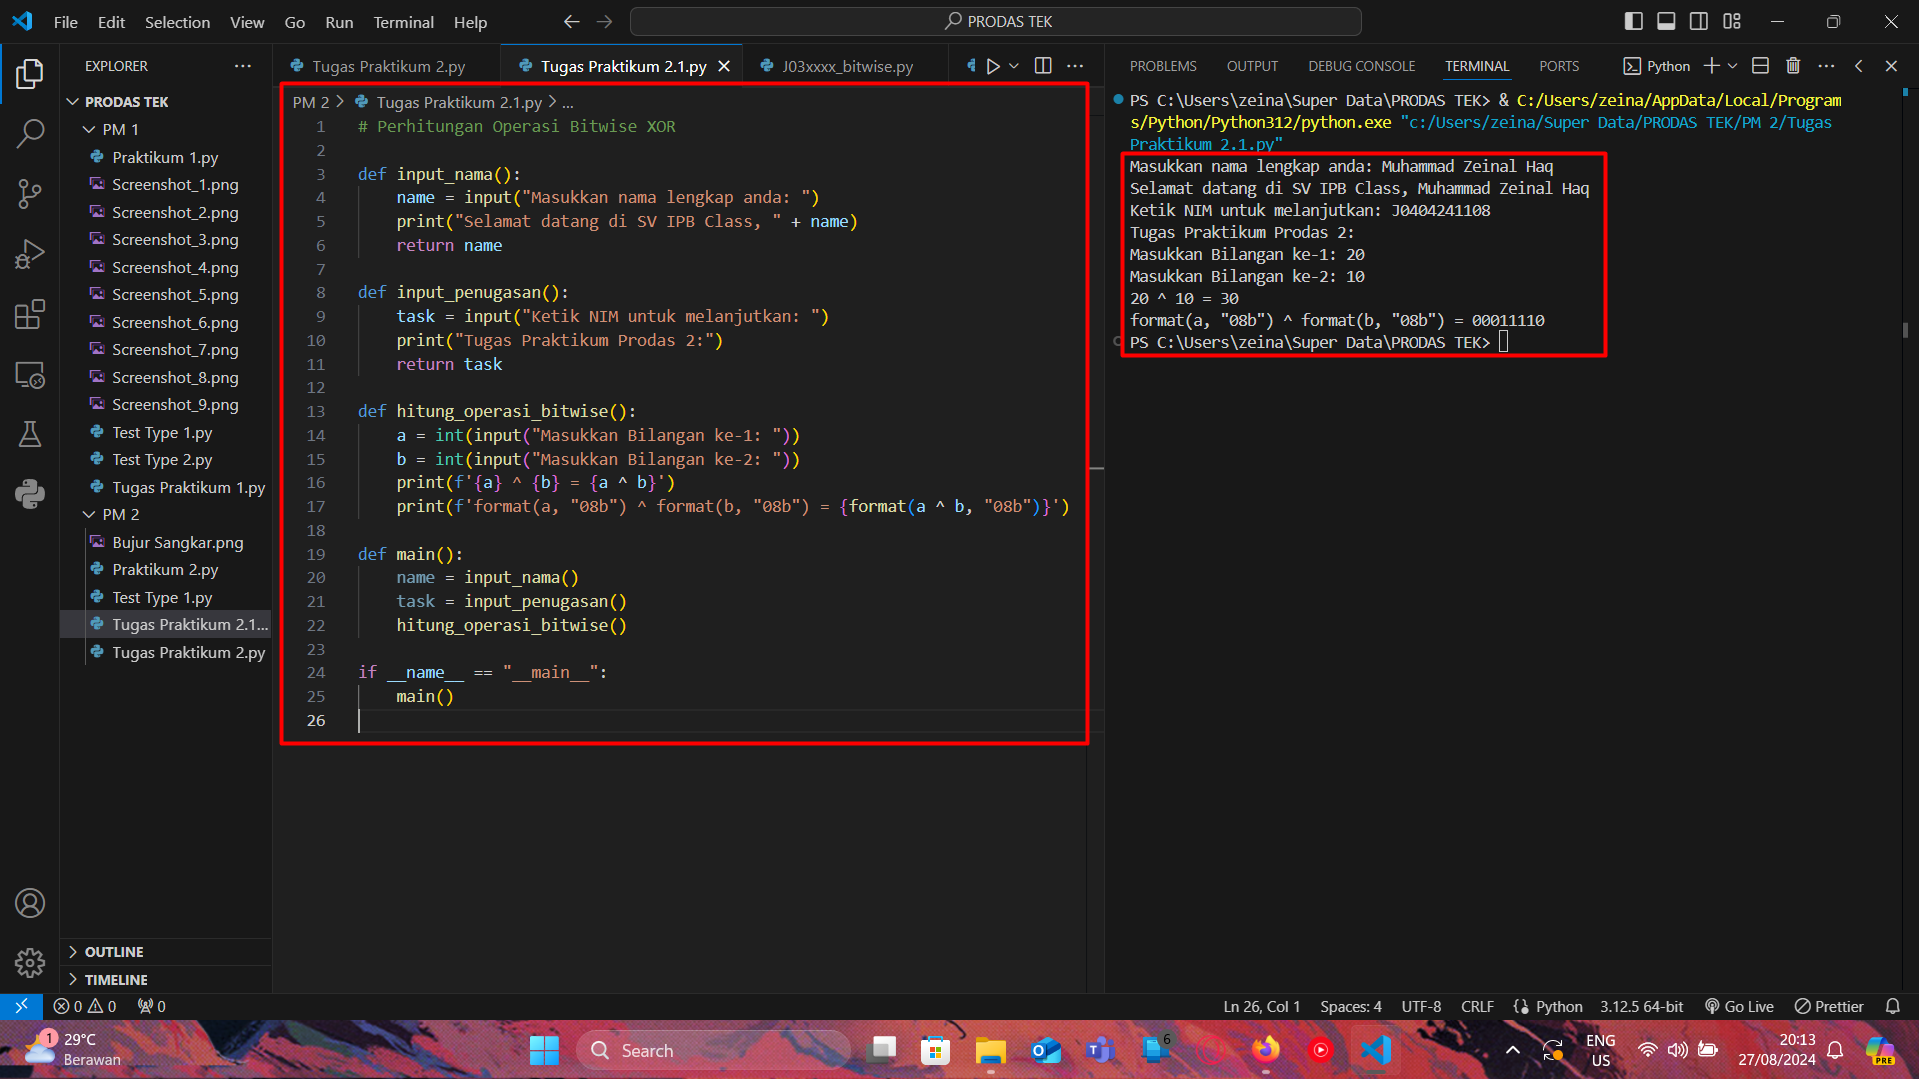 File Edit Selection View Go Run Terminal Help
PRODAS TEK
EXPLORER
PRODAS TEK
PM 1
Praktikum 1.py
Screenshot_1.png
Screenshot_2.png
Screenshot_3.png
Screenshot_4.png
Screenshot_5.png
Screenshot_6.png
Screenshot_7.png
Screenshot_8.png
Screenshot_9.png
Test Type 1.py
Test Type 2.py
Tugas Praktikum 1.py
PM 2
Bujur Sangkar.png
Praktikum 2.py
Test Type 1.py
Tugas Praktikum 2.1...
Tugas Praktikum 2.py
OUTLINE
TIMELINE
Tugas Praktikum 2.py
Tugas Praktikum 2.1.py
J03xxxx_bitwise.py
PM 2 > Tugas Praktikum 2.1.py > ...
1 # Perhitungan Operasi Bitwise XOR
2
3 def input_nama():
4     name = input("Masukkan nama lengkap anda: ")
5     print("Selamat datang di SV IPB Class, " + name)
6     return name
7
8 def input_penugasan():
9     task = input("Ketik NIM untuk melanjutkan: ")
10     print("Tugas Praktikum Prodas 2:")
11     return task
12
13 def hitung_operasi_bitwise():
14     a = int(input("Masukkan Bilangan ke-1: "))
15     b = int(input("Masukkan Bilangan ke-2: "))
16     print(f'{a} ^ {b} = {a ^ b}')
17     print(f'format(a, "08b") ^ format(b, "08b") = {format(a ^ b, "08b")}')
18
19 def main():
20     name = input_nama()
21     task = input_penugasan()
22     hitung_operasi_bitwise()
23
24 if __name__ == "__main__":
25     main()
26
PROBLEMS OUTPUT DEBUG CONSOLE TERMINAL PORTS
Python
PS C:\Users\zeina\Super Data\PRODAS TEK> & C:/Users/zeina/AppData/Local/Program
s/Python/Python312/python.exe "c:/Users/zeina/Super Data/PRODAS TEK/PM 2/Tugas
Praktikum 2.1.py"
Masukkan nama lengkap anda: Muhammad Zeinal Haq
Selamat datang di SV IPB Class, Muhammad Zeinal Haq
Ketik NIM untuk melanjutkan: J0404241108
Tugas Praktikum Prodas 2:
Masukkan Bilangan ke-1: 20
Masukkan Bilangan ke-2: 10
20 ^ 10 = 30
format(a, "08b") ^ format(b, "08b") = 00011110
PS C:\Users\zeina\Super Data\PRODAS TEK>
0 0 0
Ln 26, Col 1 Spaces: 4 UTF-8 CRLF Python 3.12.5 64-bit Go Live Prettier
1
29°C
Berawan
Search
6
ENG
US
20:13
27/08/2024
PRE